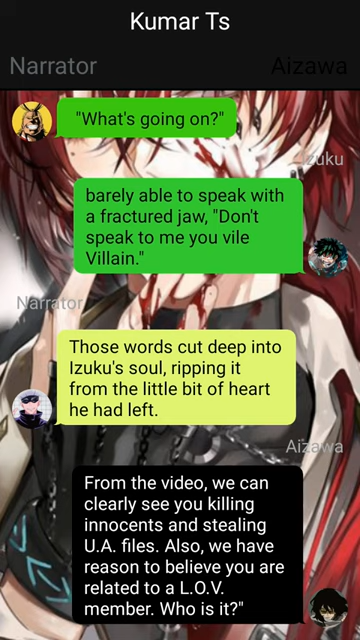 Kumar Ts
Narrator
Aizawa
"What's going on?"
Izuku
barely able to speak with
a fractured jaw, "Don't
speak to me you vile
Villain."
Narrator
Those words cut deep into
Izuku's soul, ripping it
from the little bit of heart
he had left.
Aizawa
From the video, we can
clearly see you killing
innocents and stealing
U.A. files. Also, we have
reason to believe you are
related to a L.O.V.
member. Who is it?"